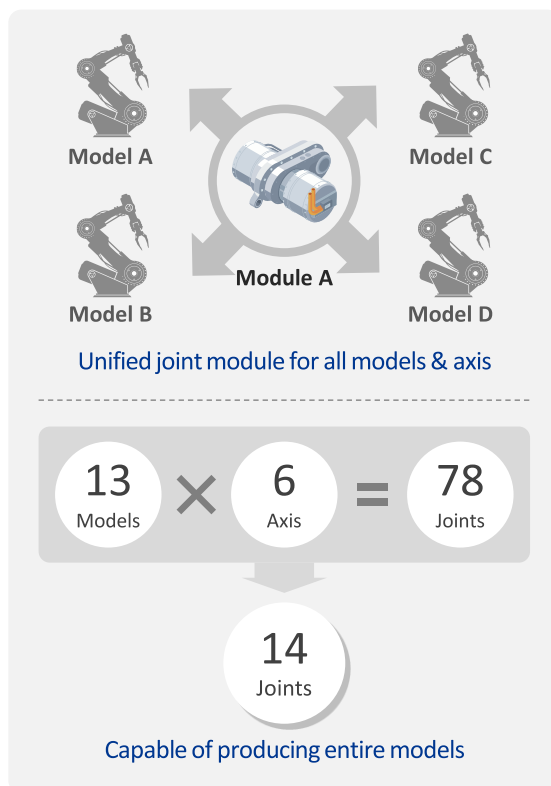 Model A
Model C
Module A
Model B
Model D
Unified joint module for all models & axis
13
Models
×
6
Axis
=
78
Joints
14
Joints
Capable of producing entire models